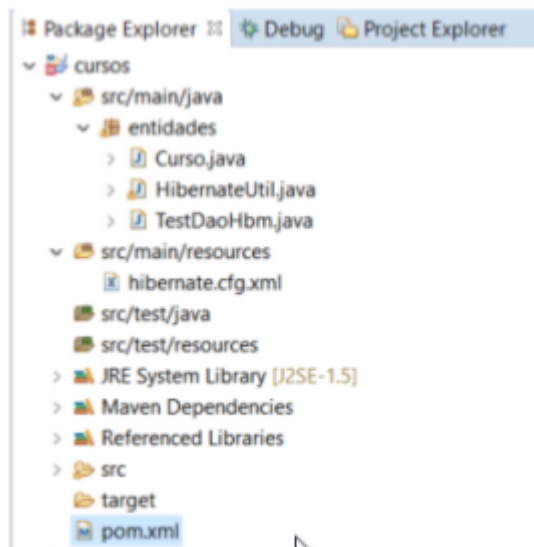 Package Explorer Debug Project Explorer
cursos
src/main/java
entidades
Curso.java
HibernateUtil.java
TestDaoHbm.java
src/main/resources
hibernate.cfg.xml
src/test/java
src/test/resources
JRE System Library [J2SE-1.5]
Maven Dependencies
Referenced Libraries
src
target
pom.xml